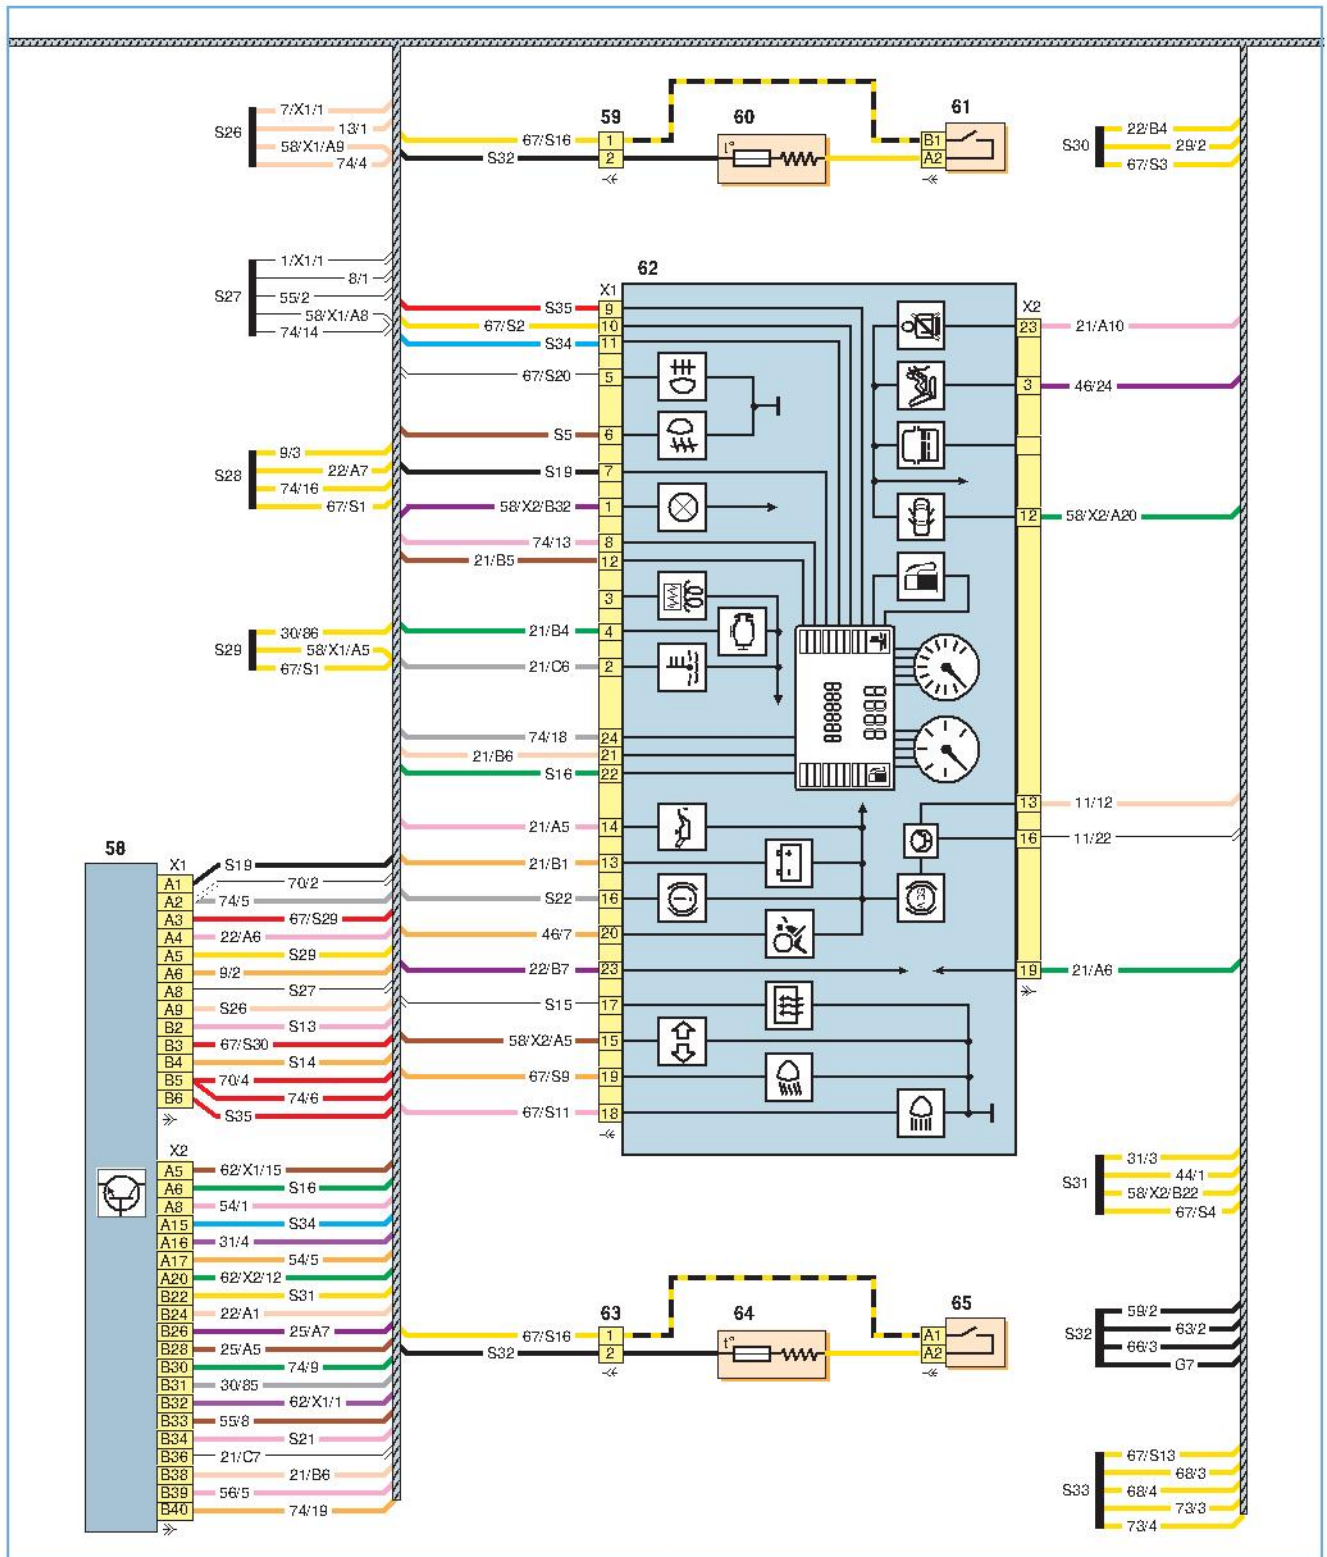 S26
7/X1/1
13/1
58/X1/A9
74/4
S27
1/X1/1
8/1
55/2
58/X1/A8
74/14
S28
9/3
22/A7
74/16
67/S1
S29
30/86
58/X1/A5
67/S1
59
67/S16 1
S32 2
60
t°
61
B1
A2
S30
22/B4
29/2
67/S3
62
X1
S35 9
67/S2 10
S34 11
67/S20 5
S5 6
S19 7
58/X2/B32 1
74/13 8
21/B5 12
3
21/B4 4
21/C6 2
74/18 24
21/B6 21
S16 22
21/A5 14
21/B1 13
S22 16
46/7 20
22/B7 23
S15 17
58/X2/A5 15
67/S9 19
67/S11 18
888888
8888
X2
23 21/A10
3 46/24
12 58/X2/A20
13 11/12
16 11/22
19 21/A6
58
X1
A1 S19
70/2
A2 74/5
A3 67/S29
A4 22/A6
A5 S29
A6 9/2
A8 S27
A9 S26
B2 S13
B3 67/S30
B4 S14
B5 70/4
74/6
B6 S35
X2
A5 62/X1/15
A6 S16
A8 54/1
A15 S34
A16 31/4
A17 54/5
A20 62/X2/12
B22 S31
B24 22/A1
B26 25/A7
B28 25/A5
B30 74/9
B31 30/85
B32 62/X1/1
B33 55/8
B34 S21
B36 21/C7
B38 21/B6
B39 56/5
B40 74/19
63
67/S16 1
S32 2
64
t°
65
A1
A2
S31
31/3
44/1
58/X2/B22
67/S4
S32
59/2
63/2
66/3
G7
S33
67/S13
68/3
68/4
73/3
73/4